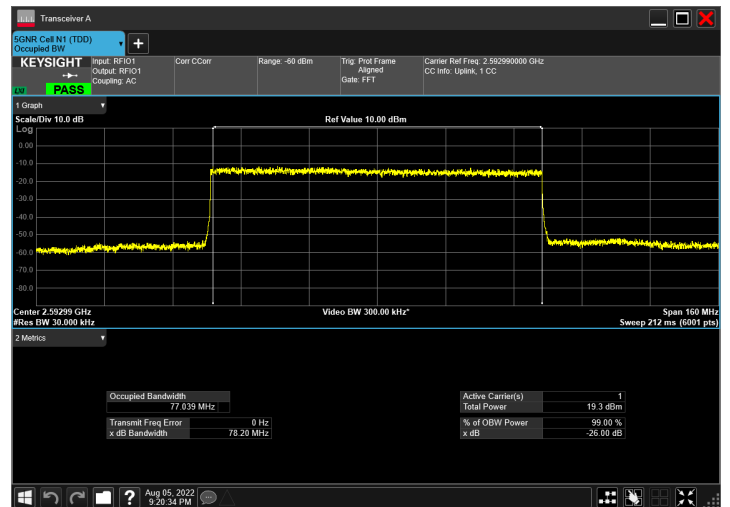 Transceiver A
5GNR Cell N1 (TDD)
Occupied BW
KEYSIGHT
LXI
PASS
Input: RFIO1
Output: RFIO1
Coupling: AC
Corr CCorr
Range: -60 dBm
Trig: Prot Frame
Aligned
Gate: FFT
Carrier Ref Freq: 2.592990000 GHz
CC Info: Uplink, 1 CC
1 Graph
Scale/Div 10.0 dB
Ref Value 10.00 dBm
Log
0.00
-10.0
-20.0
-30.0
-40.0
-50.0
-60.0
-70.0
-80.0
Center 2.59299 GHz
Video BW 300.00 kHz*
Span 160 MHz
#Res BW 30.000 kHz
Sweep 212 ms (6001 pts)
2 Metrics
Occupied Bandwidth
77.039 MHz
Transmit Freq Error 0 Hz
x dB Bandwidth 78.20 MHz
Active Carrier(s) 1
Total Power 19.3 dBm
% of OBW Power 99.00 %
x dB -26.00 dB
?
Aug 05, 2022
9:20:34 PM